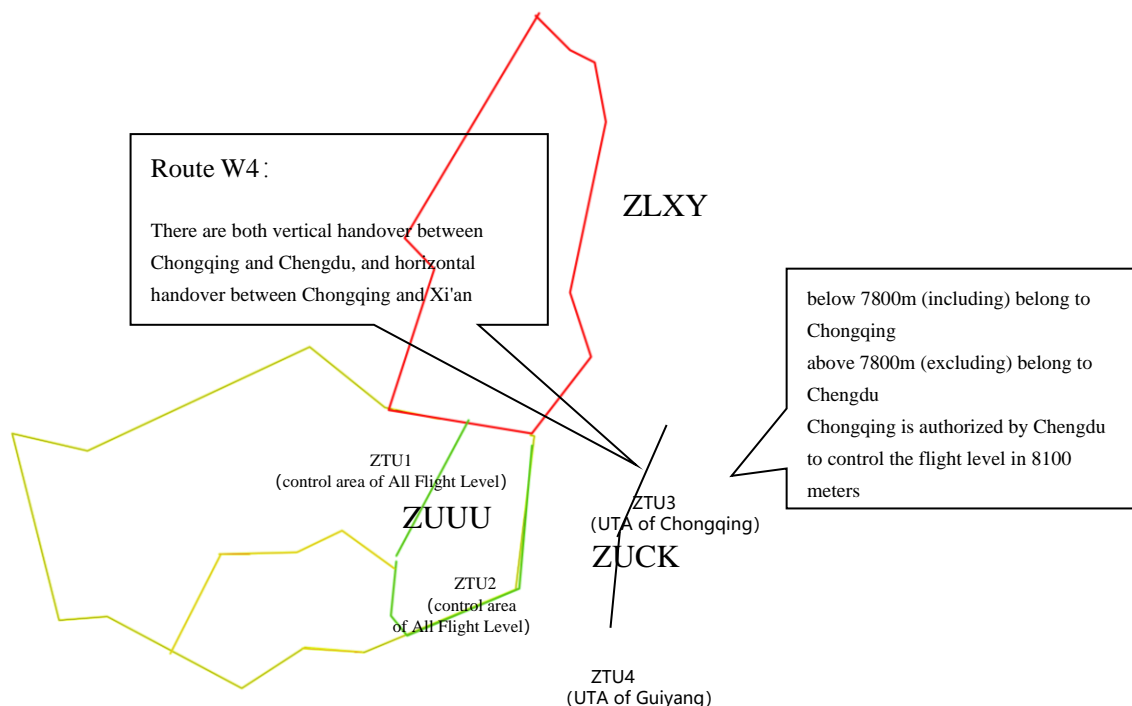 ZLXY
Route W4：
There are both vertical handover between
Chongqing and Chengdu, and horizontal
handover between Chongqing and Xi'an
below 7800m (including) belong to
Chongqing
above 7800m (excluding) belong to
Chengdu
Chongqing is authorized by Chengdu
to control the flight level in 8100
meters
ZTU1
（control area of All Flight Level）
ZUUU
ZTU3
(UTA of Chongqing)
ZUCK
ZTU2
（control area
of All Flight Level）
ZTU4
(UTA of Guiyang)